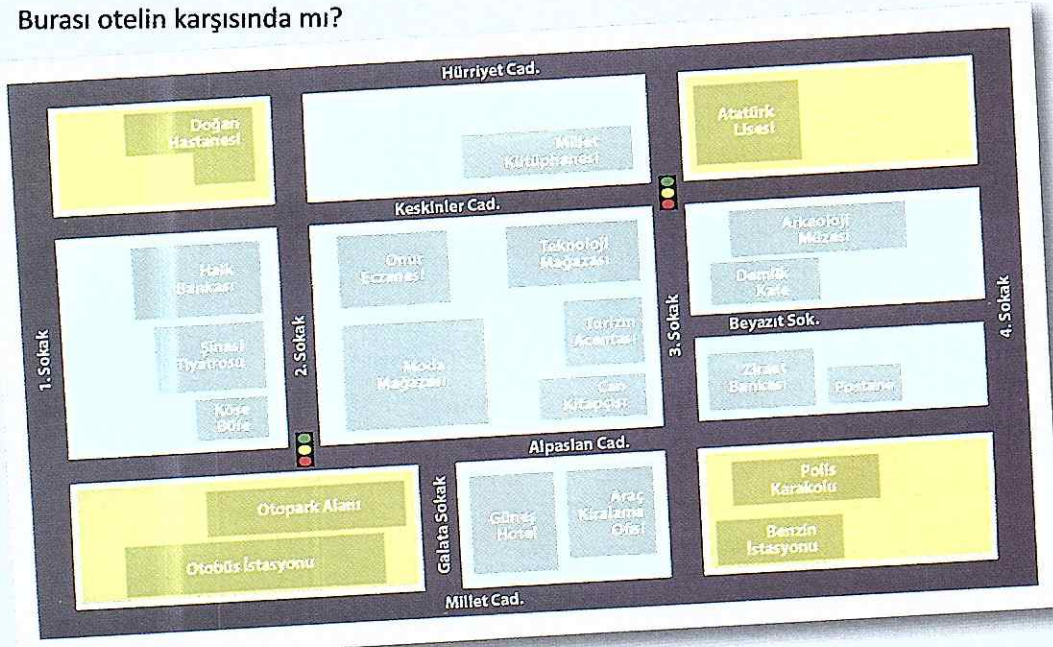 Burası otelin karşısında mı?
Hürriyet Cad.
Doğan
Hastanesi
Millet
Kütüphanesi
Atatürk
Lisesi
Keskinler Cad.
1. Sokak
Halk
Bankası
Şinasi
Tiyatrosu
Köşe
Büfe
2. Sokak
Onur
Eczanesi
Teknoloji
Mağazası
Moda
Mağazası
Turizm
Acentası
Can
Kitapçısı
3. Sokak
Arkeoloji
Müzesi
Demlik
Kafe
Beyazıt Sok.
Ziraat
Bankası
Postane
4. Sokak
Alpaslan Cad.
Otopark Alanı
Otobüs İstasyonu
Galata Sokak
Güneş
Hotel
Araç
Kiralama
Ofisi
Polis
Karakolu
Benzin
İstasyonu
Millet Cad.